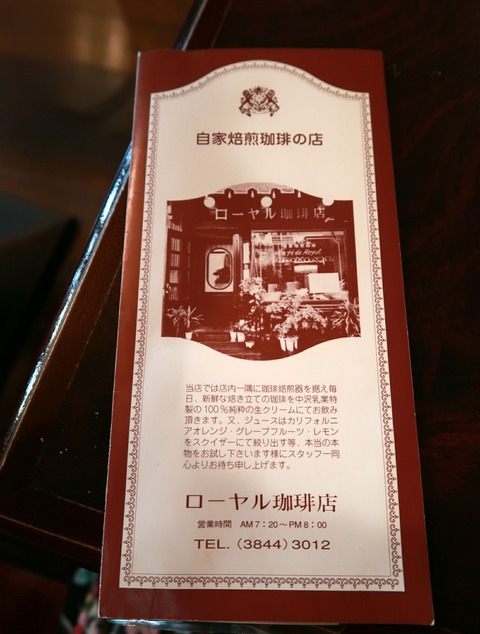 自家焙煎珈琲の店
ローヤル珈琲店
Café de Royal
当店では店内一隅に珈琲焙煎器を据え毎
日、新鮮な焙き立ての珈琲を中沢乳業特
製の100%純粋の生クリームにてお飲み
頂きます。又、ジュースはカリフォルニ
アオレンジ・グレープフルーツ・レモン
をスクイザーにて絞り出す等、本当の本
物をお試し下さいます様にスタッフ一同
心よりお待ち申し上げます。
ローヤル珈琲店
営業時間 AM7:20~PM8:00
TEL. (3844) 3012